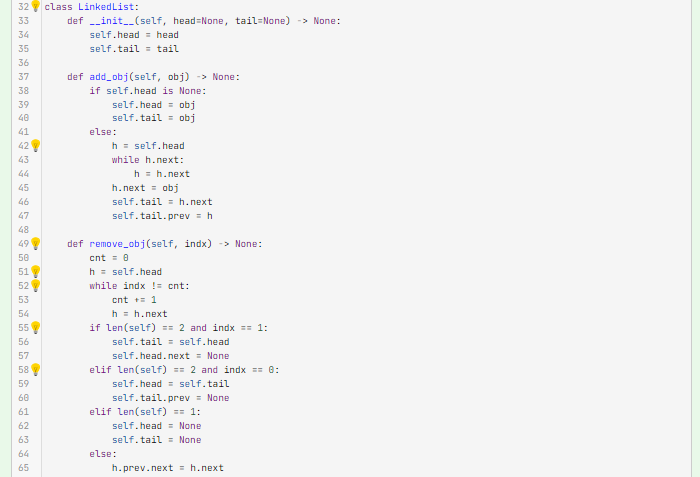 32 class LinkedList:
33     def __init__(self, head=None, tail=None) -> None:
34         self.head = head
35         self.tail = tail
36
37     def add_obj(self, obj) -> None:
38         if self.head is None:
39             self.head = obj
40             self.tail = obj
41         else:
42             h = self.head
43             while h.next:
44                 h = h.next
45             h.next = obj
46             self.tail = h.next
47             self.tail.prev = h
48
49     def remove_obj(self, indx) -> None:
50         cnt = 0
51         h = self.head
52         while indx != cnt:
53             cnt += 1
54             h = h.next
55         if len(self) == 2 and indx == 1:
56             self.tail = self.head
57             self.head.next = None
58         elif len(self) == 2 and indx == 0:
59             self.head = self.tail
60             self.tail.prev = None
61         elif len(self) == 1:
62             self.head = None
63             self.tail = None
64         else:
65             h.prev.next = h.next